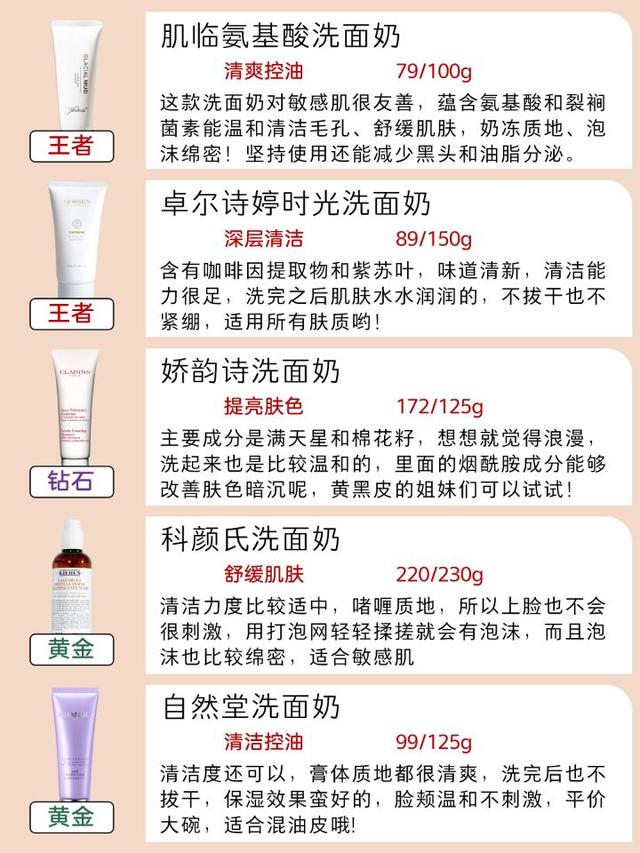 肌临氨基酸洗面奶
清爽控油 79/100g
这款洗面奶对敏感肌很友善，蕴含氨基酸和裂裥
菌素能温和清洁毛孔、舒缓肌肤，奶冻质地、泡
沫绵密！坚持使用还能减少黑头和油脂分泌。
GLACIAL MUD
王者
卓尔诗婷时光洗面奶
深层清洁 89/150g
含有咖啡因提取物和紫苏叶，味道清新，清洁能
力很足，洗完之后肌肤水水润润的，不拔干也不
紧绷，适用所有肤质哟！
王者
娇韵诗洗面奶
提亮肤色 172/125g
主要成分是满天星和棉花籽，想想就觉得浪漫，
洗起来也是比较温和的，里面的烟酰胺成分能够
改善肤色暗沉呢，黄黑皮的姐妹们可以试试！
CLARINS
钻石
科颜氏洗面奶
舒缓肌肤 220/230g
清洁力度比较适中，啫喱质地，所以上脸也不会
很刺激，用打泡网轻轻揉搓就会有泡沫，而且泡
沫也比较绵密，适合敏感肌
KIEHL'S
黄金
自然堂洗面奶
清洁控油 99/125g
清洁度还可以，膏体质地都很清爽，洗完后也不
拔干，保湿效果蛮好的，脸颊温和不刺激，平价
大碗，适合混油皮哦！
黄金